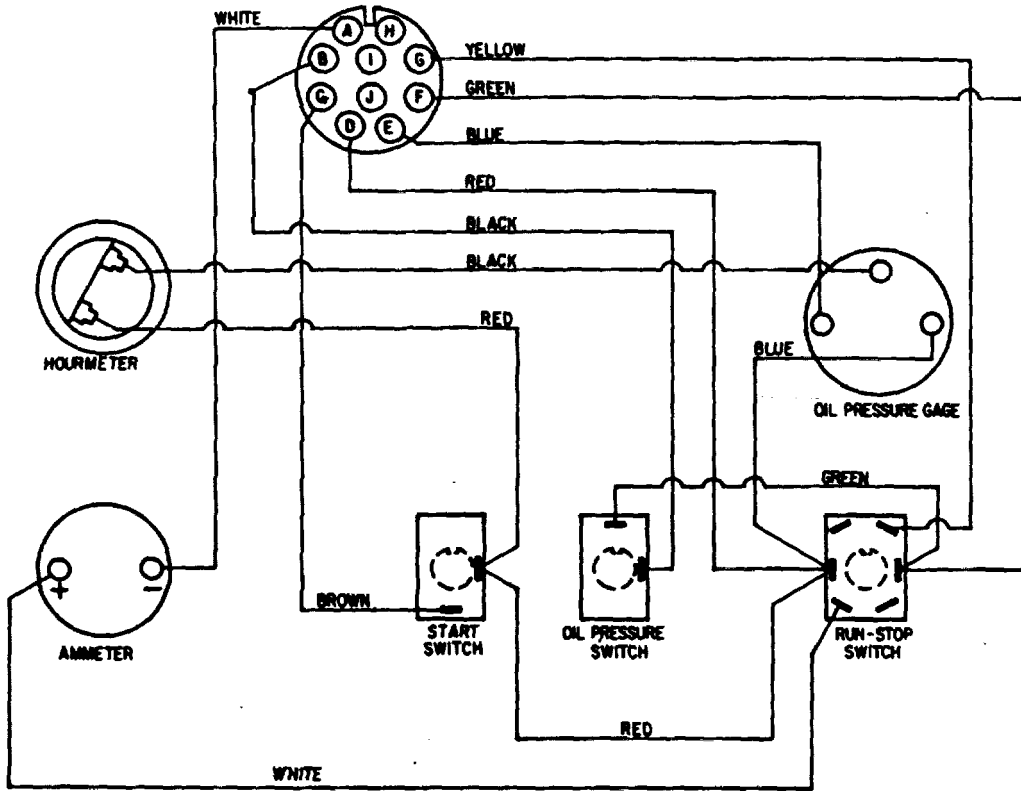 WHITE
A H
B I G
YELLOW
C J F
GREEN
D E
BLUE
RED
BLACK
BLACK
RED
HOURMETER
BLUE
OIL PRESSURE GAGE
GREEN
+ −
AMMETER
BROWN
START
SWITCH
OIL PRESSURE
SWITCH
RUN-STOP
SWITCH
RED
WHITE